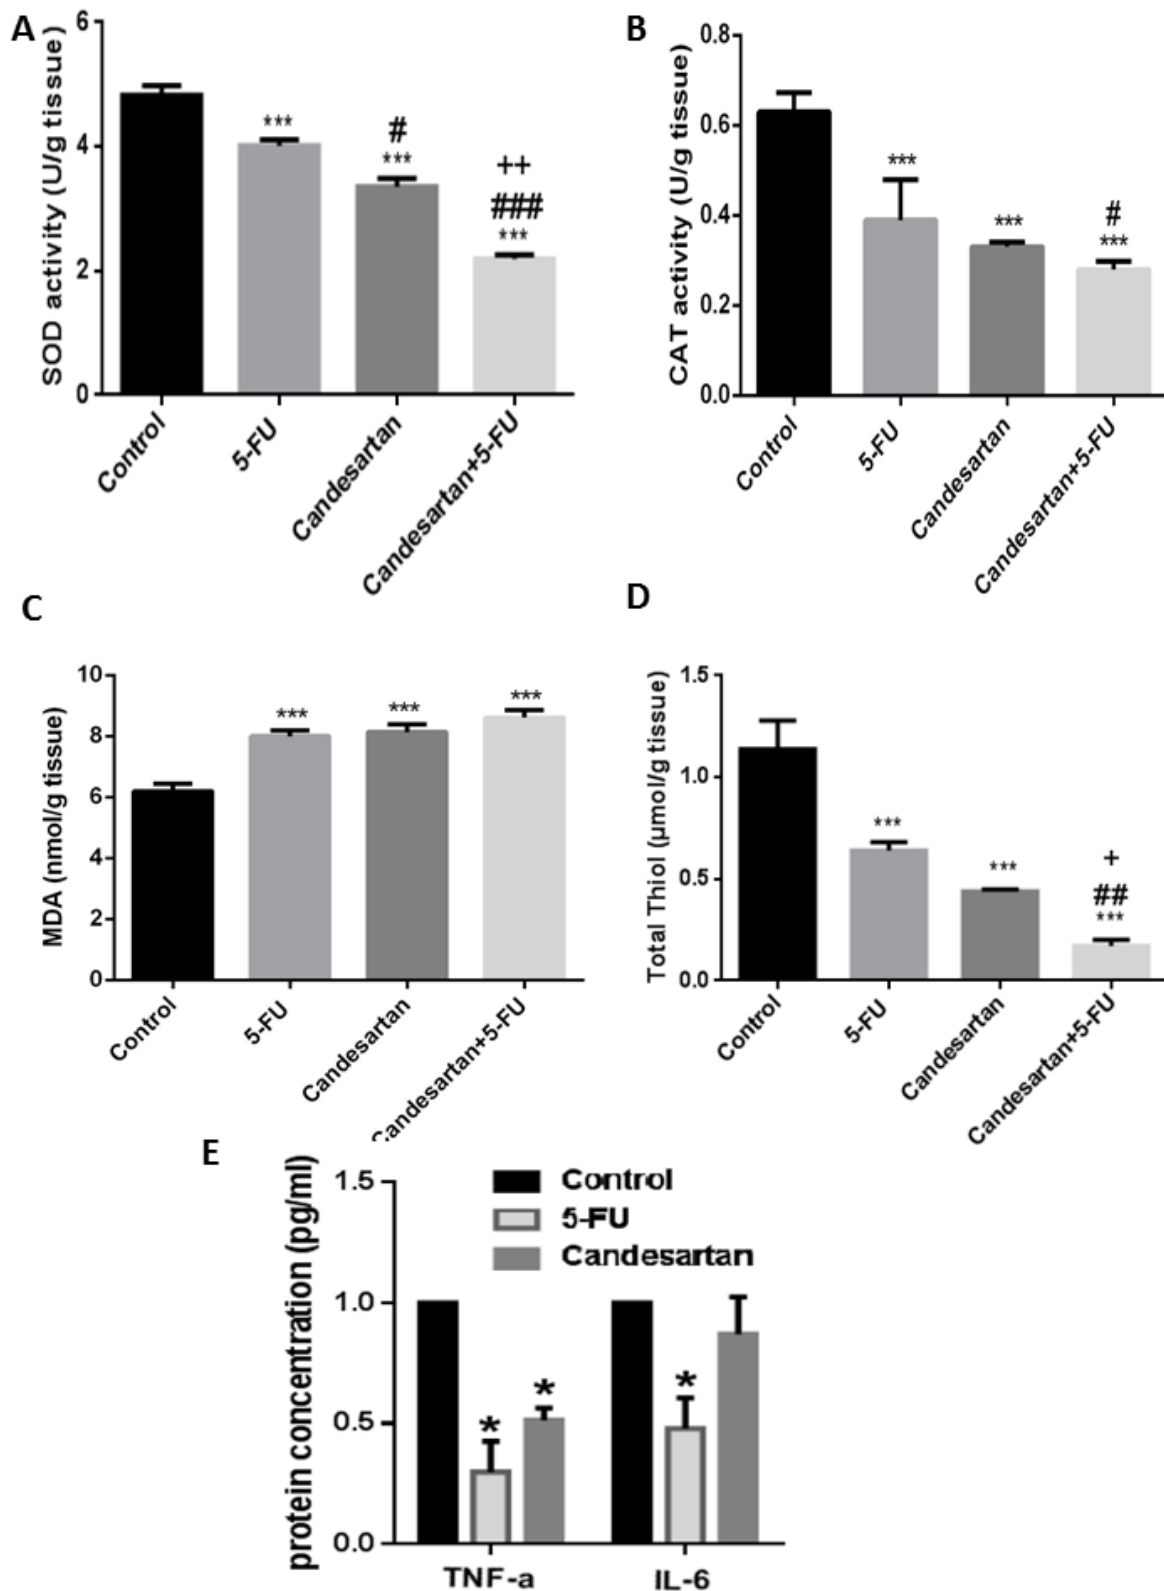 A
SOD activity (U/g tissue)
6
4
2
0
***
#
***
++
###
***
Control
5-FU
Candesartan
Candesartan+5-FU
B
CAT activity (U/g tissue)
0.8
0.6
0.4
0.2
0.0
***
***
#
***
Control
5-FU
Candesartan
Candesartan+5-FU
C
MDA (nmol/g tissue)
10
8
6
4
2
0
***
***
***
Control
5-FU
Candesartan
Candesartan+5-FU
D
Total Thiol (µmol/g tissue)
1.5
1.0
0.5
0.0
***
***
+
##
***
Control
5-FU
Candesartan
Candesartan+5-FU
E
protein concentration (pg/ml)
1.5
1.0
0.5
0.0
Control
5-FU
Candesartan
*
*
*
TNF-a
IL-6